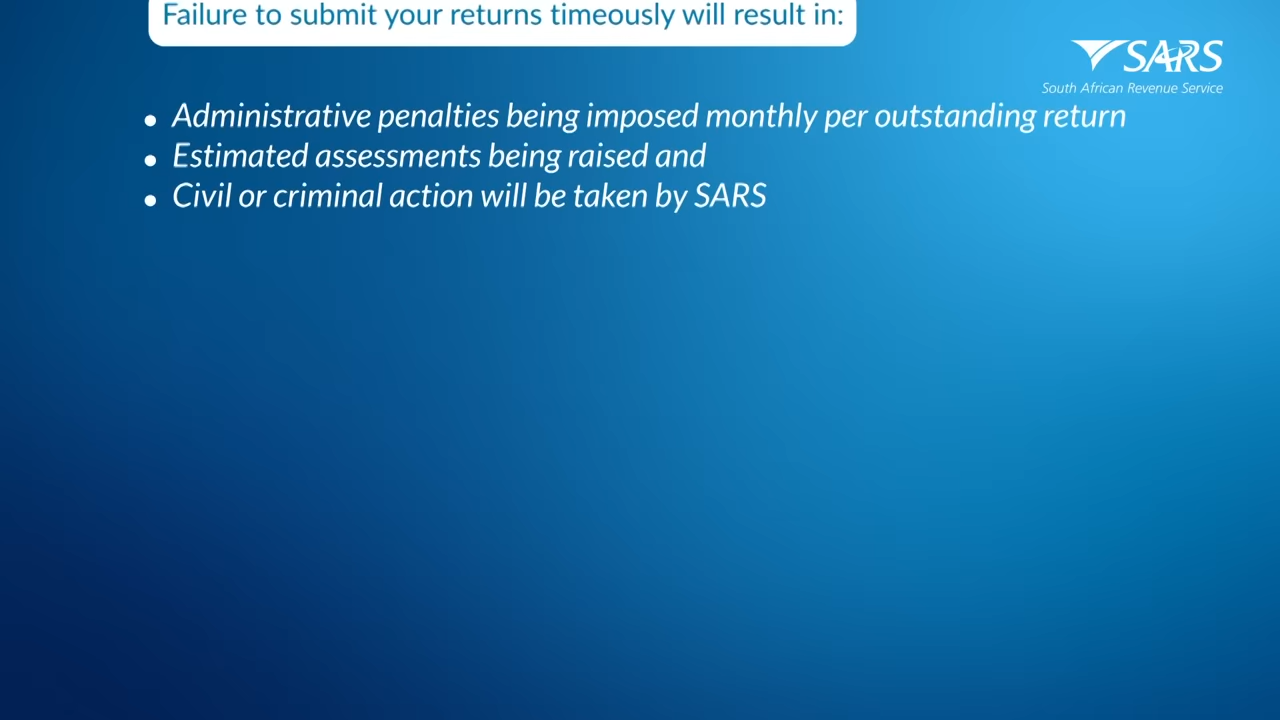 Failure to submit your returns timeously will result in:
SARS
South African Revenue Service
• Administrative penalties being imposed monthly per outstanding return
• Estimated assessments being raised and
• Civil or criminal action will be taken by SARS